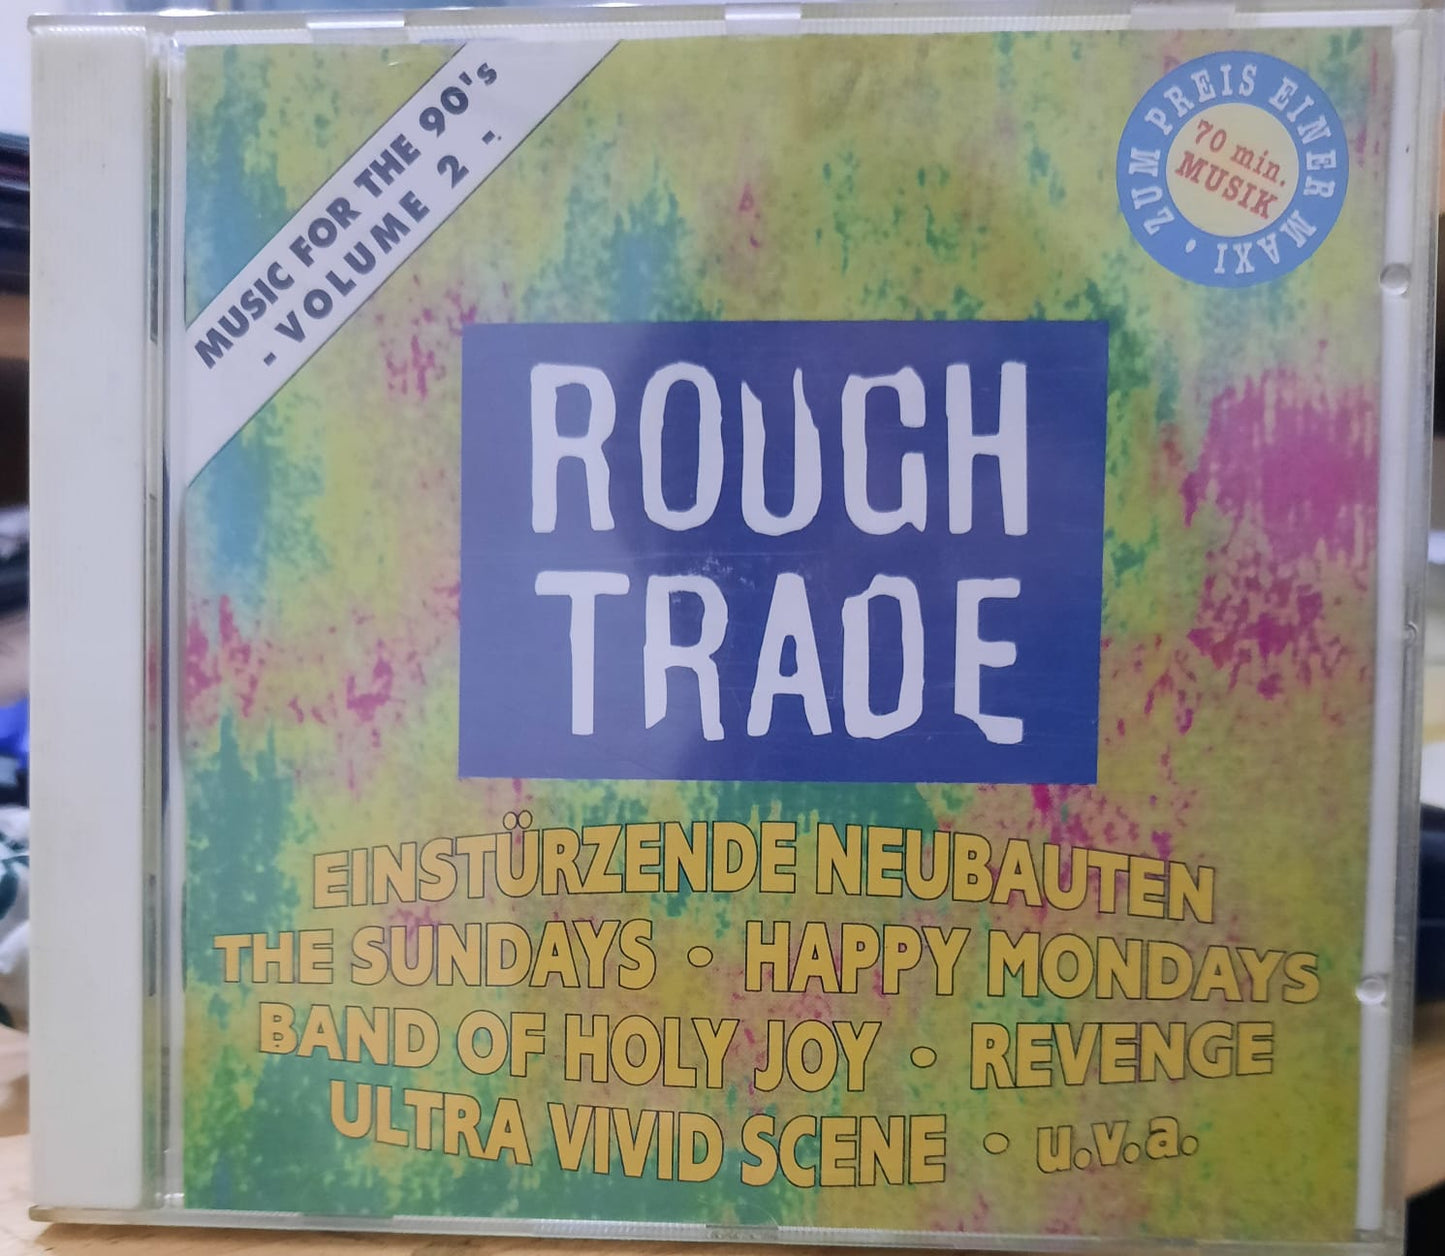 MUSIC FOR THE 90's
- VOLUME 2 -
ZUM PREIS EINER MAXI •
70 min.
MUSIK
ROUGH
TRADE
EINSTÜRZENDE NEUBAUTEN
THE SUNDAYS • HAPPY MONDAYS
BAND OF HOLY JOY • REVENGE
ULTRA VIVID SCENE • u.v.a.